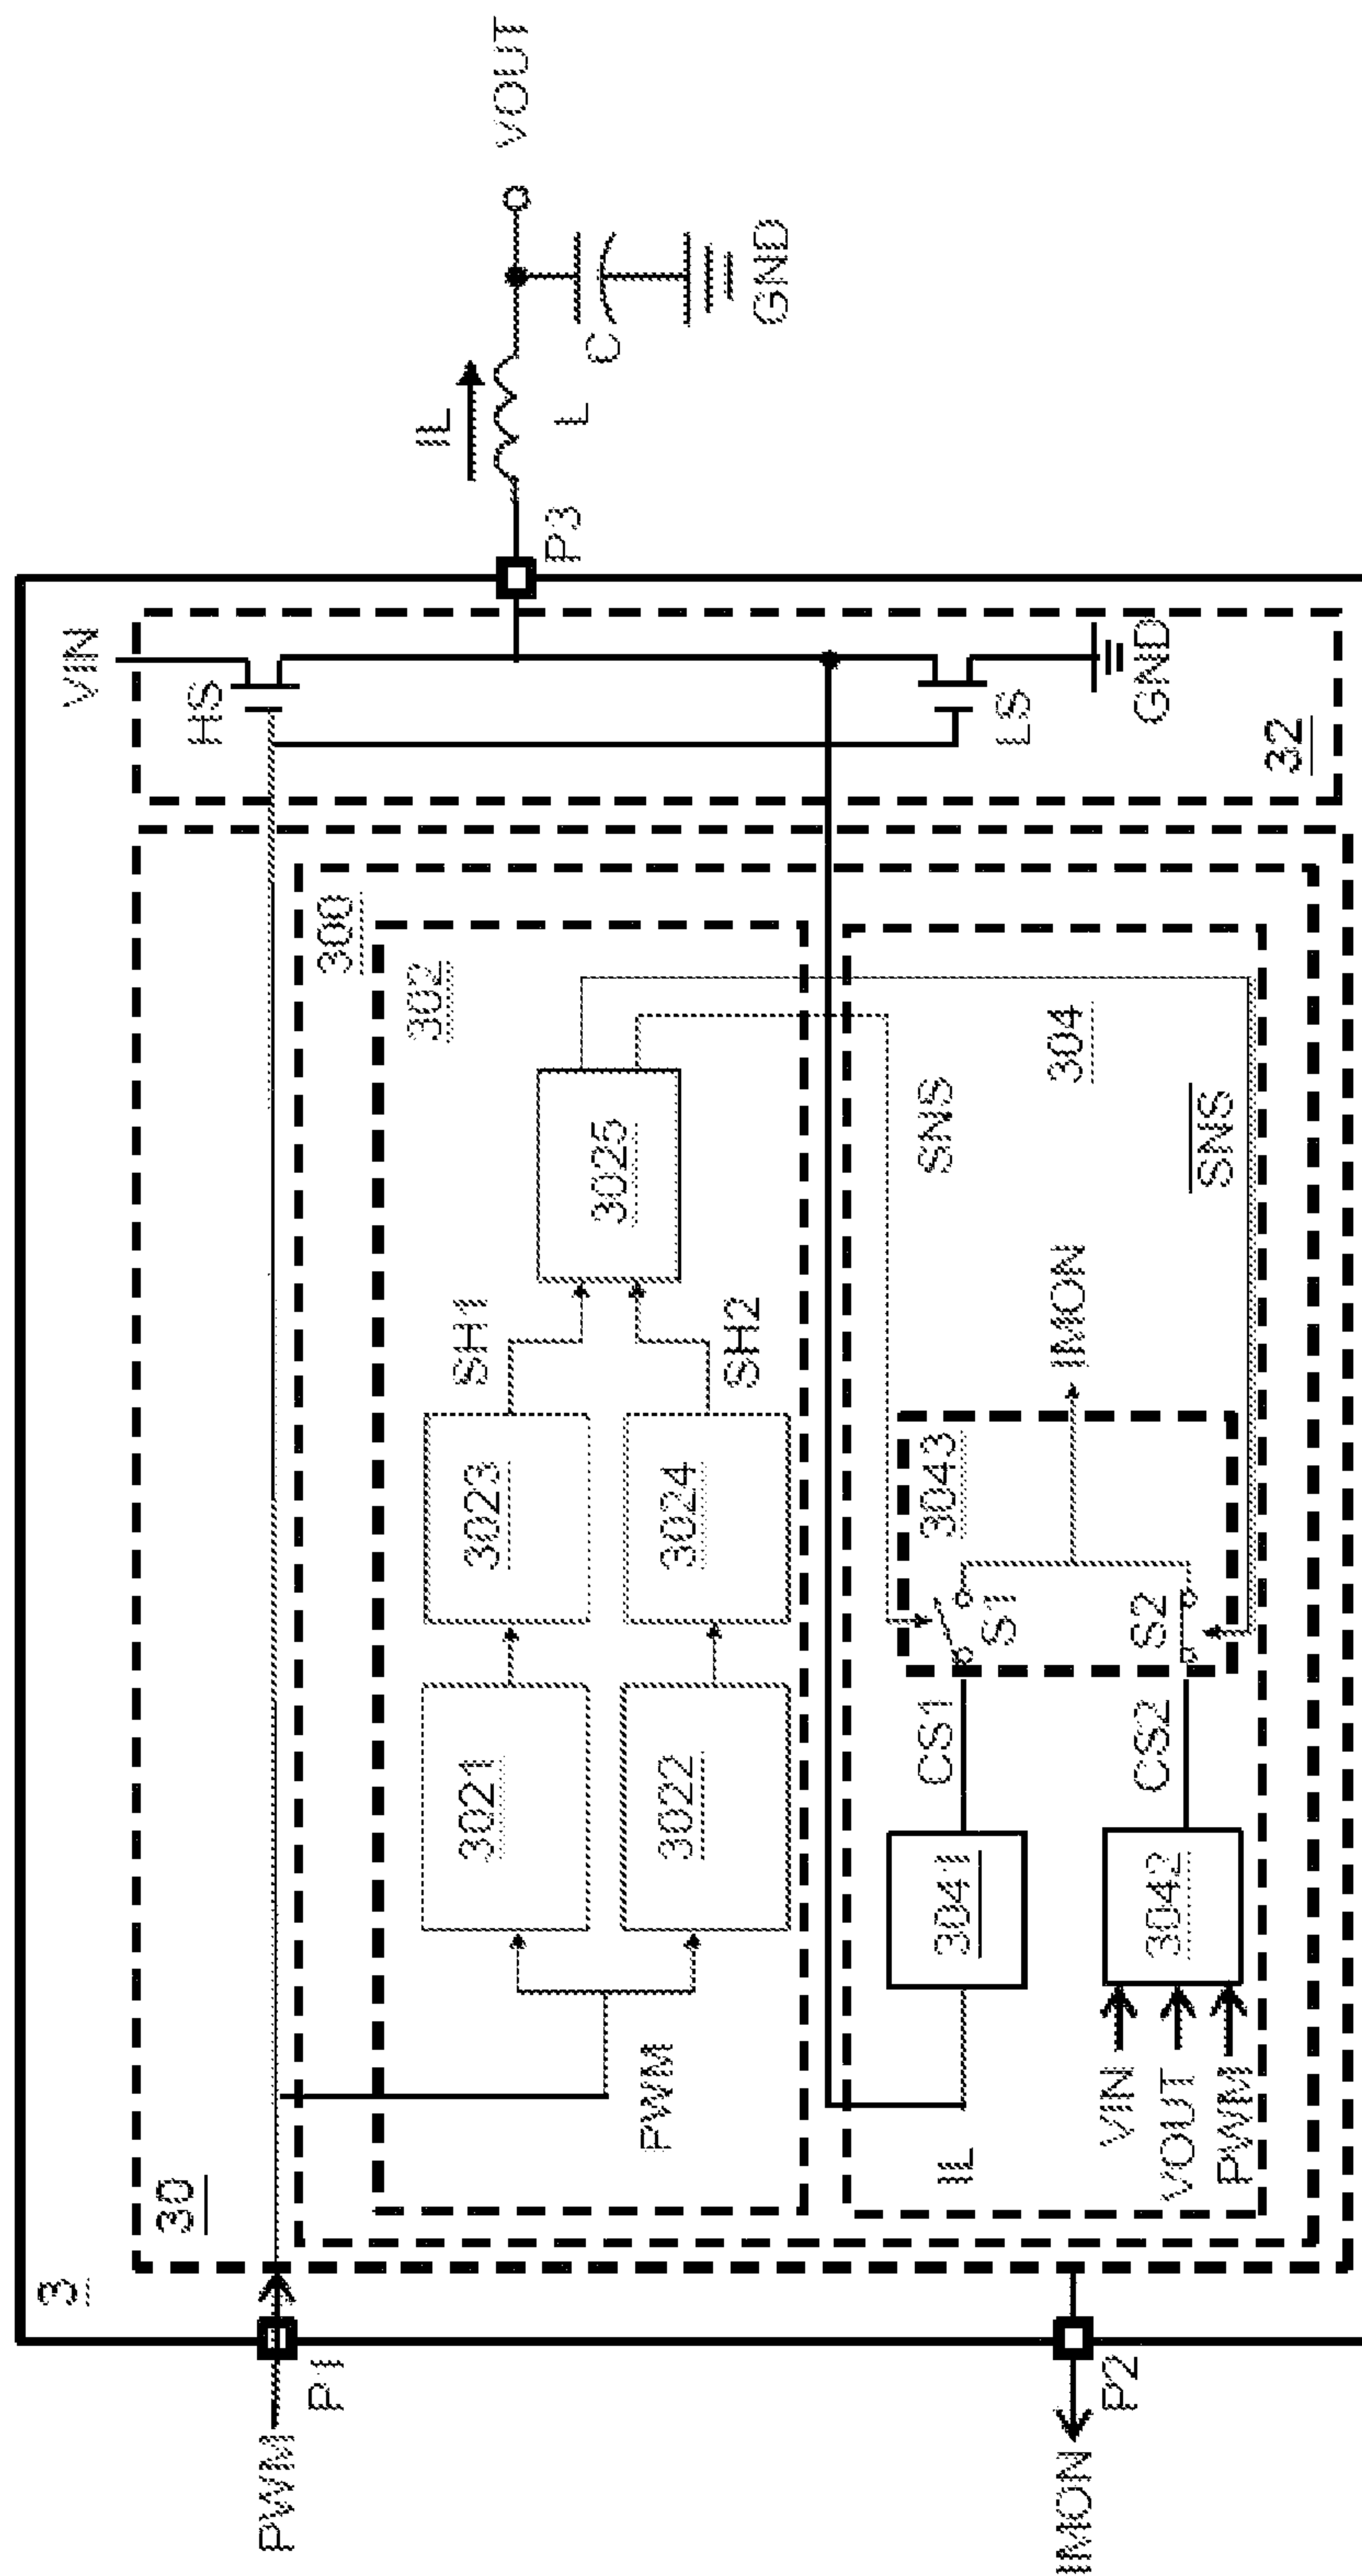 3
30
PWM
P1
IMON
P2
VIN
HS
LS
GND
32
P3
IL
L
C
GND
VOUT
300
302
PWM
3021
3022
3023
3024
SH1
SH2
3025
304
SNS
SNS
IL
3041
CS1
S1
3043
IMON
VIN
VOUT
PWM
3042
CS2
S2